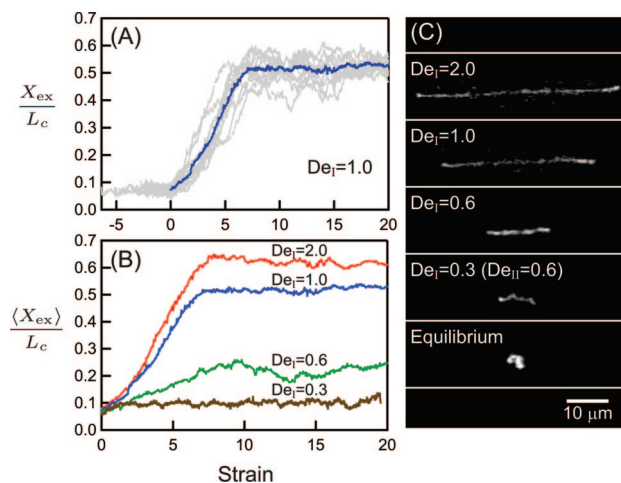 (A)
0.7
0.6
0.5
0.4
0.3
0.2
0.1
0.0
X_ex
L_c
De_I=1.0
-5 0 5 10 15 20
(B)
0.7
0.6
0.5
0.4
0.3
0.2
0.1
0.0
⟨X_ex⟩
L_c
De_I=2.0
De_I=1.0
De_I=0.6
De_I=0.3
0 5 10 15 20
Strain
(C)
De_I=2.0
De_I=1.0
De_I=0.6
De_I=0.3 (De_II=0.6)
Equilibrium
10 μm